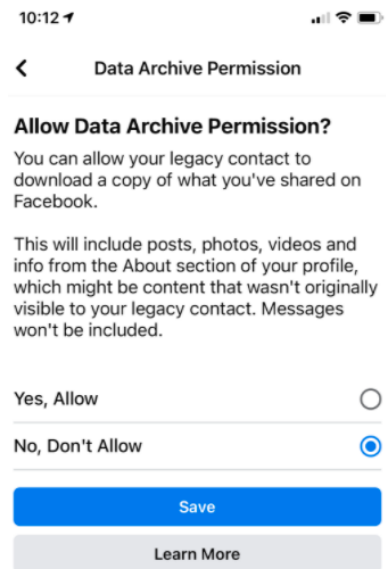 10:12
Data Archive Permission
Allow Data Archive Permission?
You can allow your legacy contact to
download a copy of what you've shared on
Facebook.
This will include posts, photos, videos and
info from the About section of your profile,
which might be content that wasn't originally
visible to your legacy contact. Messages
won't be included.
Yes, Allow
No, Don't Allow
Save
Learn More